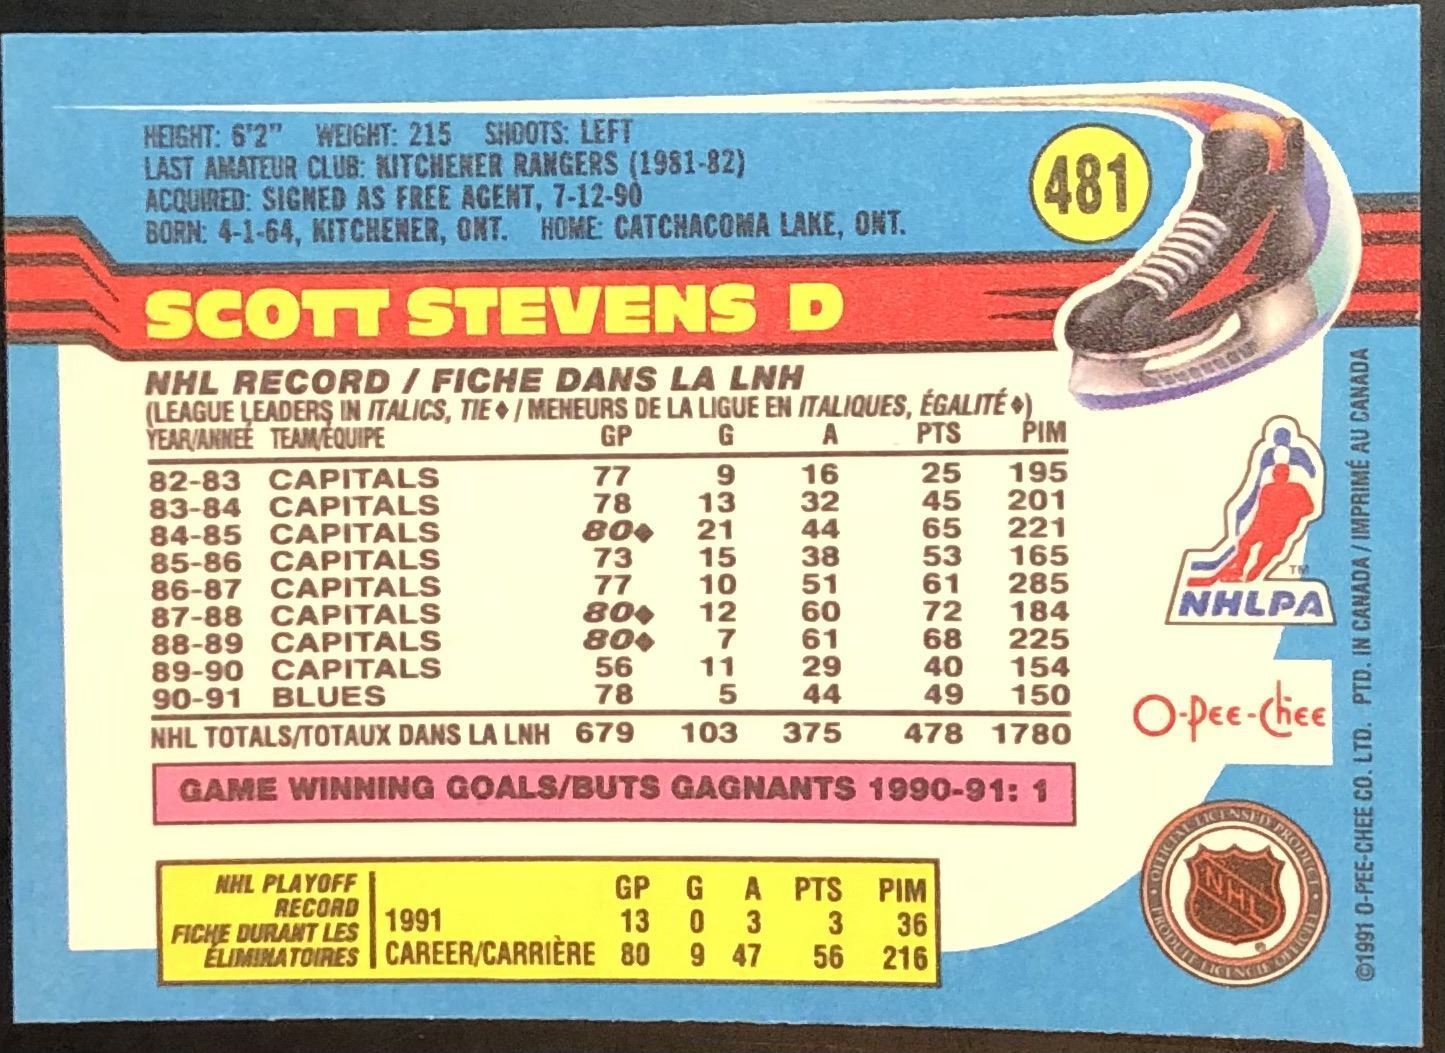 HEIGHT: 6'2" WEIGHT: 215 SHOOTS: LEFT
LAST AMATEUR CLUB: KITCHENER RANGERS (1981-82)
ACQUIRED: SIGNED AS FREE AGENT, 7-12-90
BORN: 4-1-64, KITCHENER, ONT. HOME: CATCHACOMA LAKE, ONT.
481
SCOTT STEVENS D
NHL RECORD / FICHE DANS LA LNH
(LEAGUE LEADERS IN ITALICS, TIE ♦ / MENEURS DE LA LIGUE EN ITALIQUES, ÉGALITÉ ♦)
YEAR/ANNEÉ TEAM/ÉQUIPE GP G A PTS PIM
82-83 CAPITALS 77 9 16 25 195
83-84 CAPITALS 78 13 32 45 201
84-85 CAPITALS 80♦ 21 44 65 221
85-86 CAPITALS 73 15 38 53 165
86-87 CAPITALS 77 10 51 61 285
87-88 CAPITALS 80♦ 12 60 72 184
88-89 CAPITALS 80♦ 7 61 68 225
89-90 CAPITALS 56 11 29 40 154
90-91 BLUES 78 5 44 49 150
NHL TOTALS/TOTAUX DANS LA LNH 679 103 375 478 1780
GAME WINNING GOALS/BUTS GAGNANTS 1990-91: 1
NHL PLAYOFF
RECORD
FICHE DURANT LES
ÉLIMINATOIRES
GP G A PTS PIM
1991 13 0 3 3 36
CAREER/CARRIÈRE 80 9 47 56 216
TM
NHLPA
O-PEE-CHEE
OFFICIAL LICENSED PRODUCT
NHL
®
PRODUIT LICENCIÉ OFFICIEL
©1991 O-PEE-CHEE CO. LTD. PTD. IN CANADA / IMPRIMÉ AU CANADA